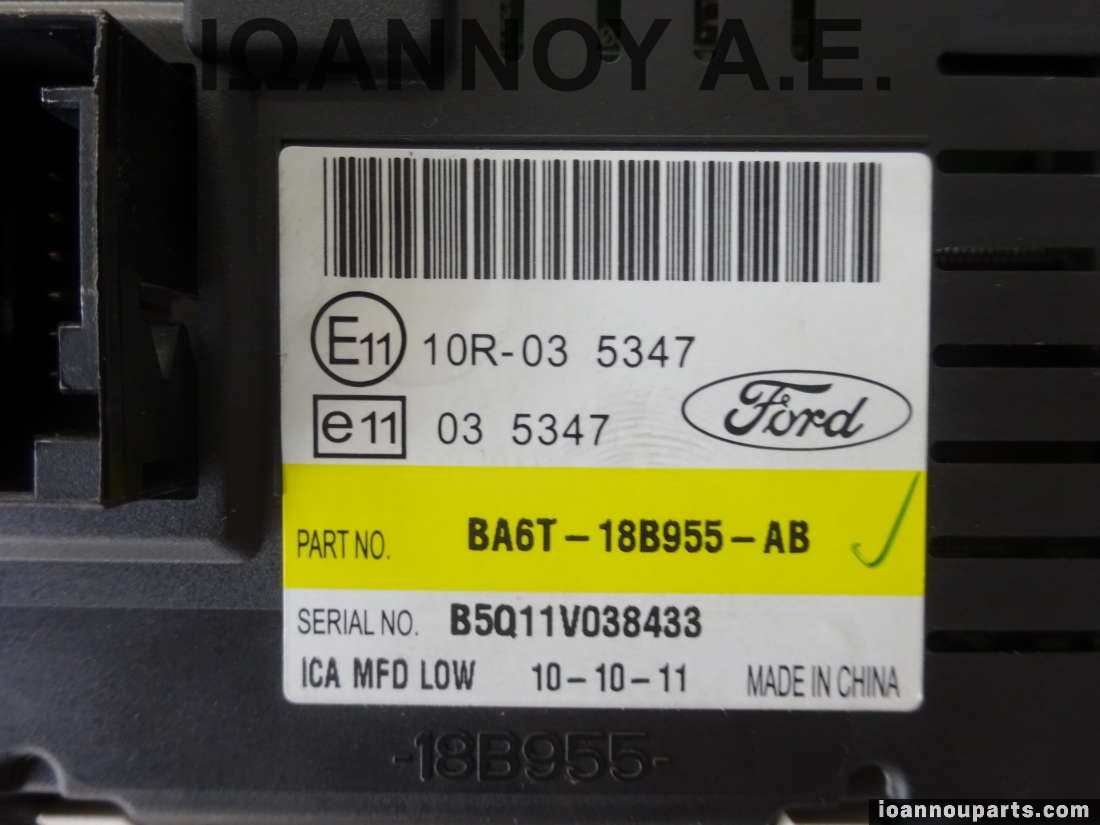 ΙΩΑΝΝΟΥ Α.Ε.
E11 10R-03 5347
e11 03 5347
Ford
PART NO. BA6T-18B955-AB
SERIAL NO. B5Q11V038433
ICA MFD LOW 10-10-11 MADE IN CHINA
-18B955-
ioannouparts.com